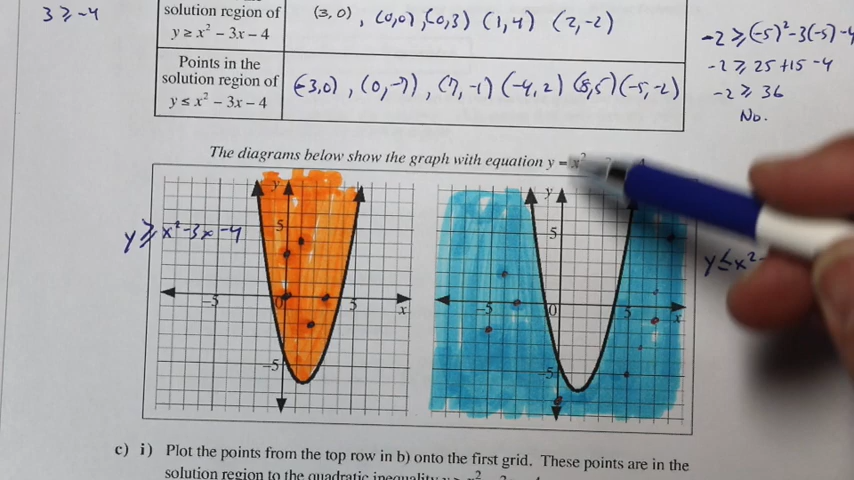 3 ≥ -4
solution region of
y ≥ x² - 3x - 4
(3, 0) , (0,0) , (0,3) (1,4) (2,-2)
Points in the
solution region of
y ≤ x² - 3x - 4
(-3,0) , (0,-7) , (7,-1) (-4,2) (8,5) (-5,-2)
-2 ≥ (-5)² - 3(-5) - 4
-2 ≥ 25 + 15 - 4
-2 ≥ 36
No.
The diagrams below show the graph with equation y = x²
y ≥ x² - 3x - 4
y
5
-5
0
5
x
-5
y
5
-5
0
5
x
-5
y ≤ x² -
c) i) Plot the points from the top row in b) onto the first grid. These points are in the
solution region to the quadratic inequality